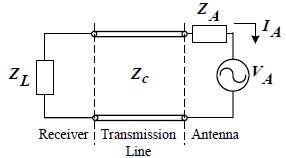 Z_A
I_A
Z_L
Z_c
V_A
Receiver Transmission Antenna
Line